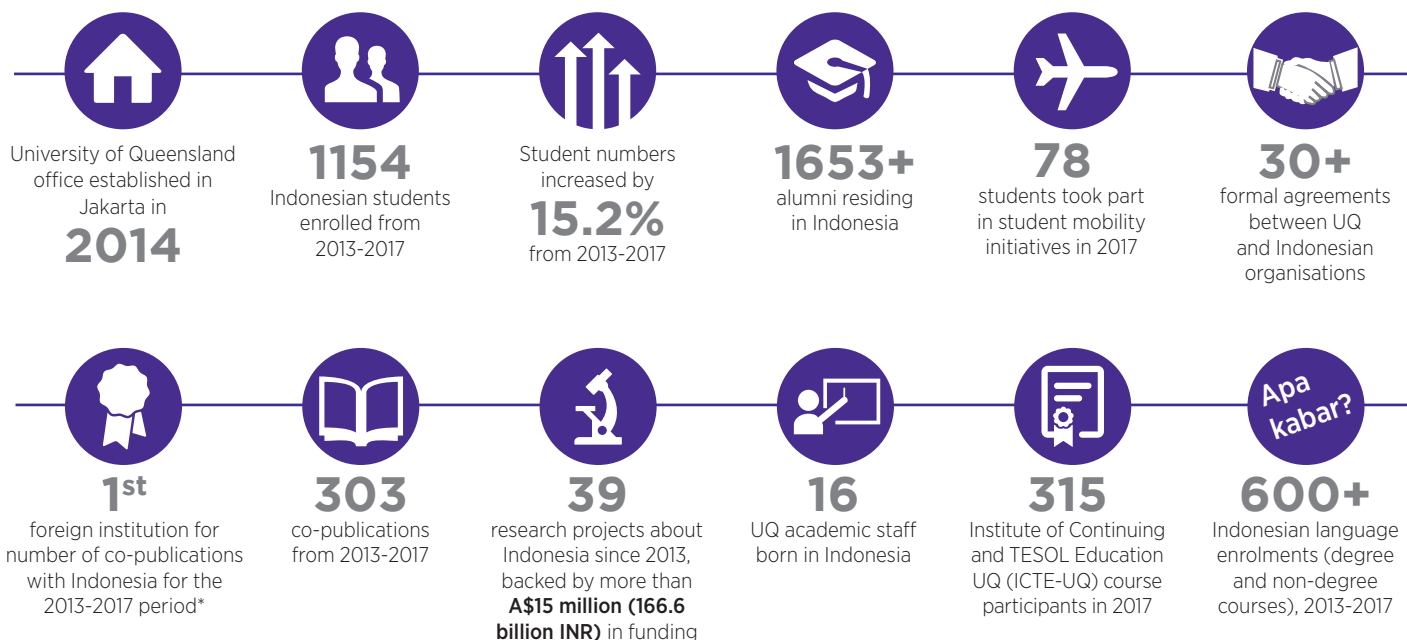 University of Queensland
office established in
Jakarta in
2014
1154
Indonesian students
enrolled from
2013-2017
Student numbers
increased by
15.2%
from 2013-2017
1653+
alumni residing
in Indonesia
78
students took part
in student mobility
initiatives in 2017
30+
formal agreements
between UQ
and Indonesian
organisations
1st
foreign institution for
number of co-publications
with Indonesia for the
2013-2017 period*
303
co-publications
from 2013-2017
39
research projects about
Indonesia since 2013,
backed by more than
A$15 million (166.6
billion INR) in funding
16
UQ academic staff
born in Indonesia
315
Institute of Continuing
and TESOL Education
UQ (ICTE-UQ) course
participants in 2017
Apa
kabar?
600+
Indonesian language
enrolments (degree
and non-degree
courses), 2013-2017